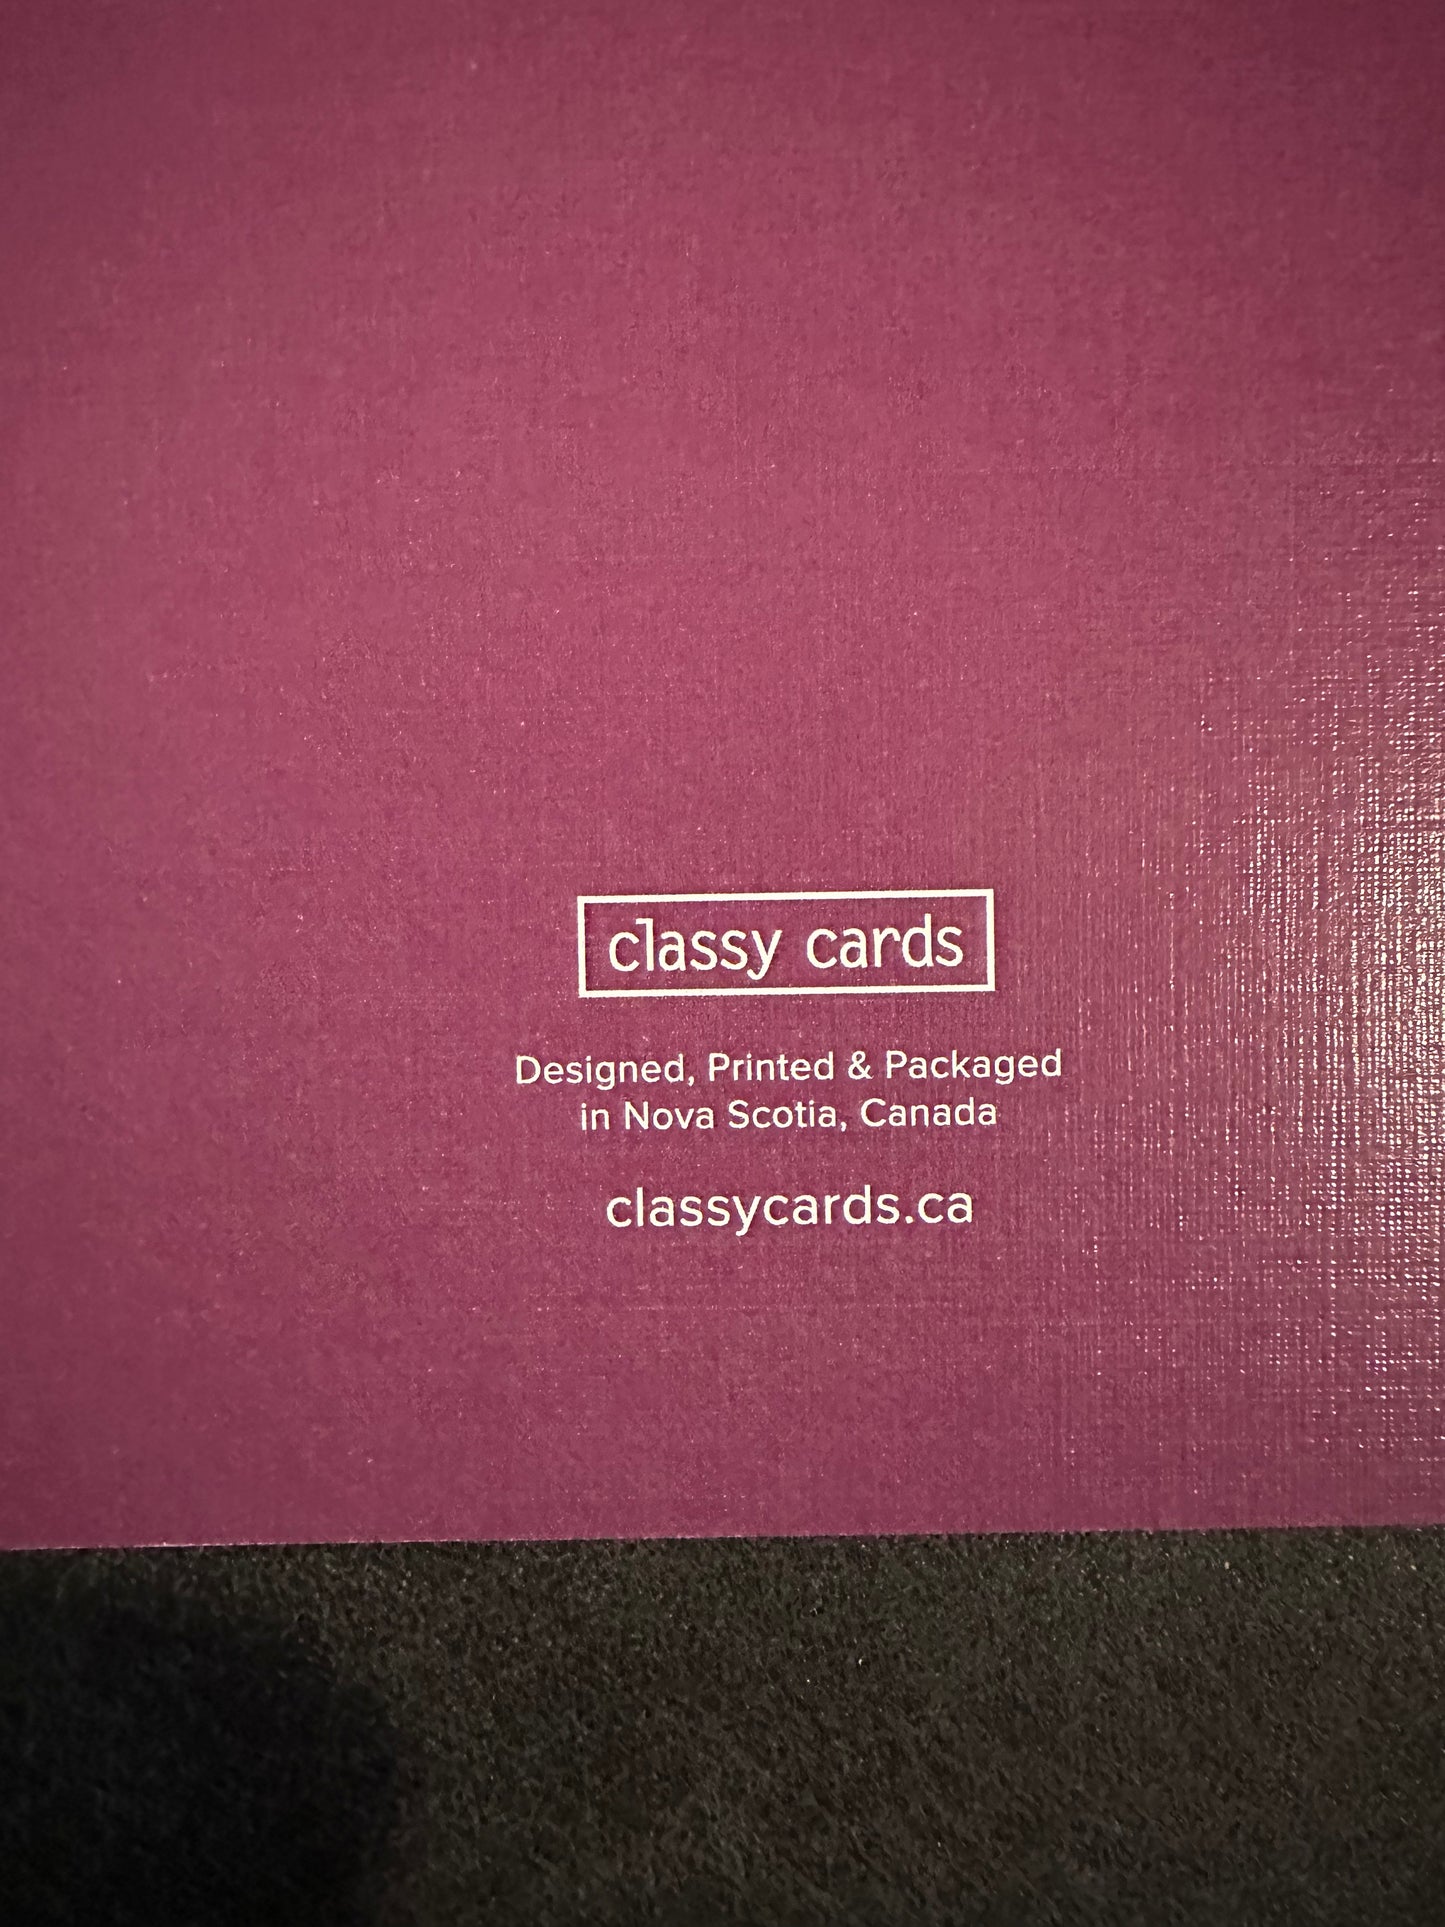 classy cards
Designed, Printed & Packaged
in Nova Scotia, Canada
classycards.ca